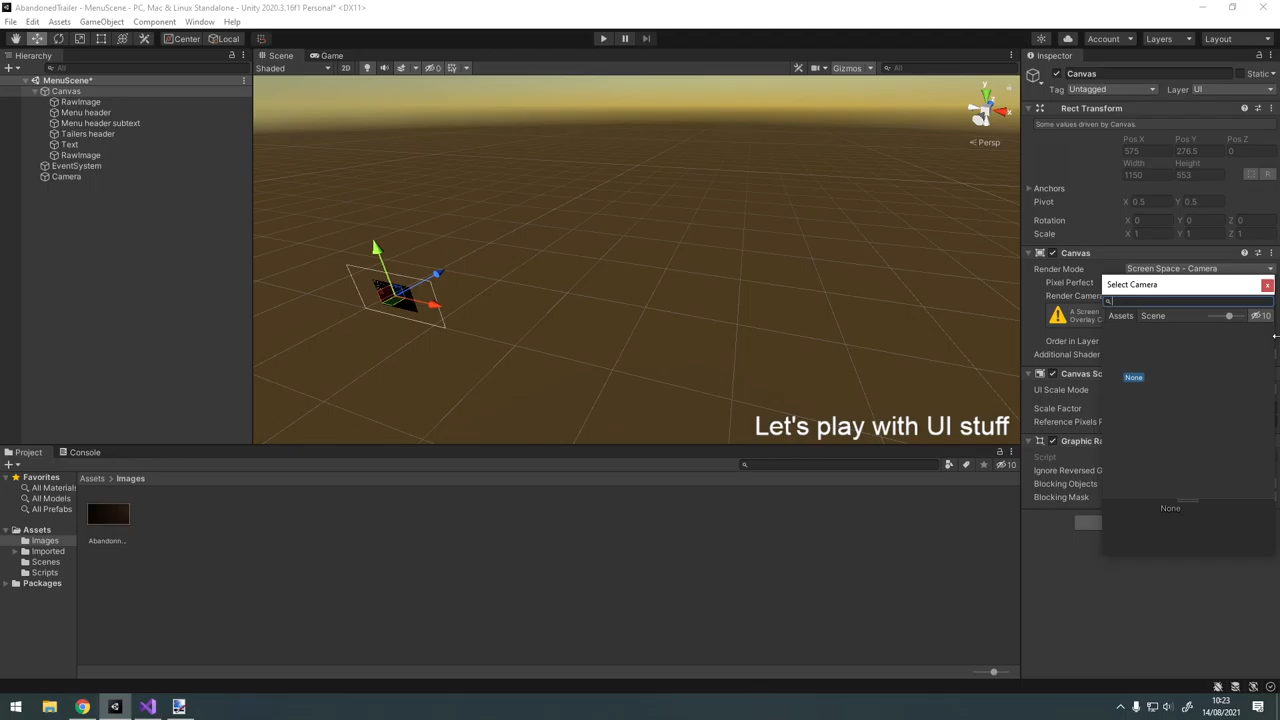 AbandonedTrailer - MenuScene - PC, Mac & Linux Standalone - Unity 2020.3.16f1 Personal* <DX11>
File Edit Assets GameObject Component Window Help
Center Local Account Layers Layout
Hierarchy Scene Game Inspector
All Shaded 2D 0 Gizmos All Canvas Static
MenuScene* Tag Untagged Layer UI
Canvas
RawImage
Menu header
Menu header subtext
Tailers header
Text
RawImage
EventSystem
Camera
y
x
Persp
Rect Transform
Some values driven by Canvas.
Pos X Pos Y Pos Z
575 276.5 0
Width Height
1150 553 R
Anchors
Pivot X 0.5 Y 0.5
Rotation X 0 Y 0 Z 0
Scale X 1 Y 1 Z 1
Canvas
Render Mode Screen Space - Camera
Pixel Perfect
Render Camera
A Screen
Overlay C
Order in Layer
Additional Shader
Canvas Sc
UI Scale Mode
Scale Factor
Reference Pixels P
Graphic Ra
Script
Ignore Reversed G
Blocking Objects
Blocking Mask
Select Camera x
Assets Scene 10
None
None
Let's play with UI stuff
Project Console
10
Favorites
All Materials
All Models
All Prefabs
Assets
Images
Imported
Scenes
Scripts
Packages
Assets Images
Abandonn...
10:23
14/08/2021